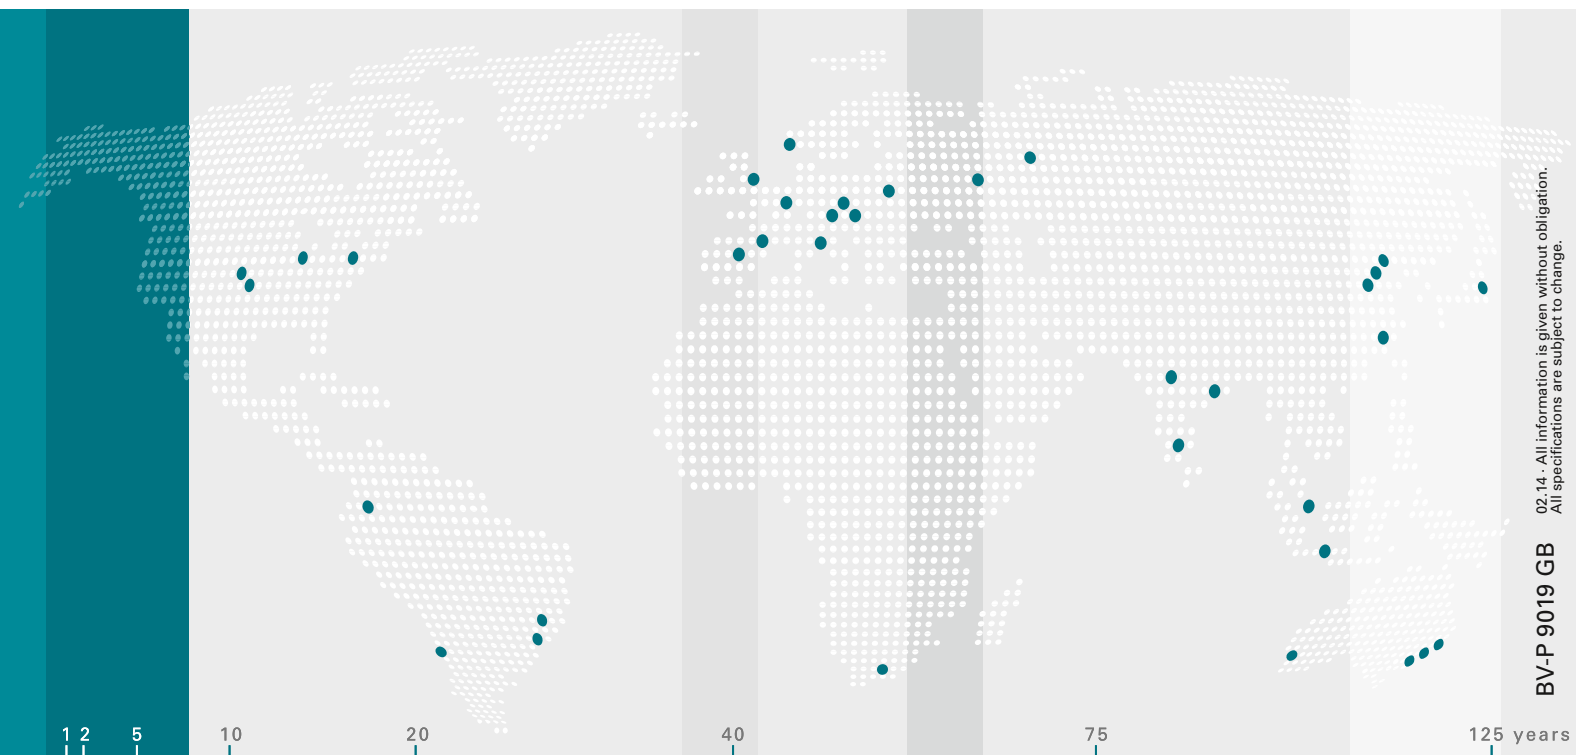 02.14 · All information is given without obligation.
All specifications are subject to change.
BV-P 9019 GB
1 2 5 10 20 40 75 125 years